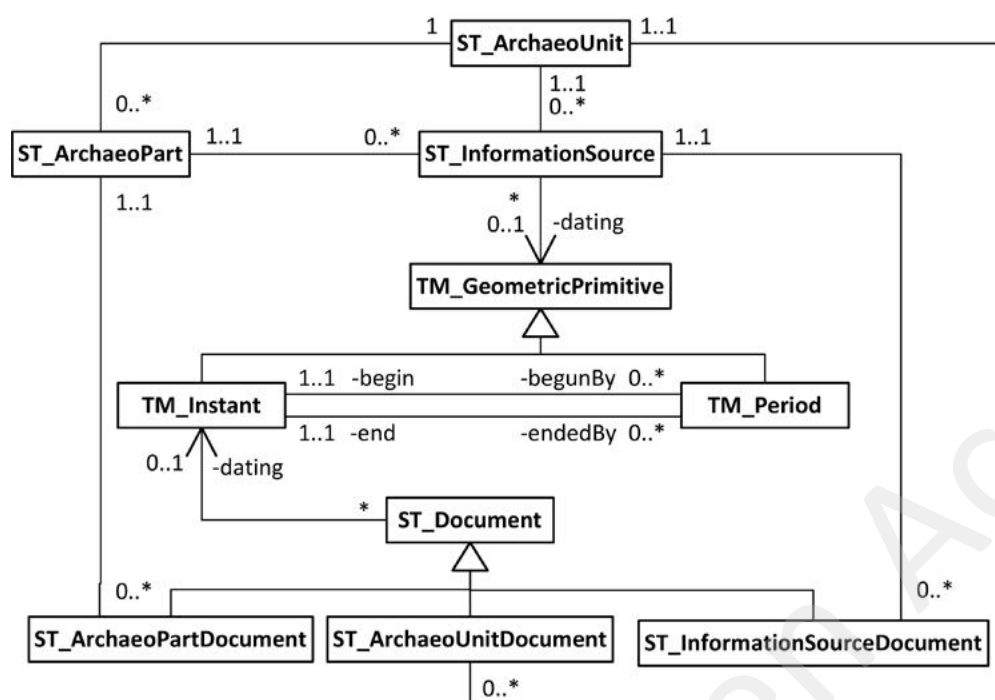 1 ST_ArchaeoUnit 1..1
1..1
0..*
0..*
ST_ArchaeoPart 1..1 0..* ST_InformationSource 1..1
1..1
*
0..1 -dating
TM_GeometricPrimitive
1..1 -begin -begunBy 0..*
TM_Instant TM_Period
1..1 -end -endedBy 0..*
0..1 -dating
* ST_Document
0..* 0..*
ST_ArchaeoPartDocument ST_ArchaeoUnitDocument ST_InformationSourceDocument
0..*